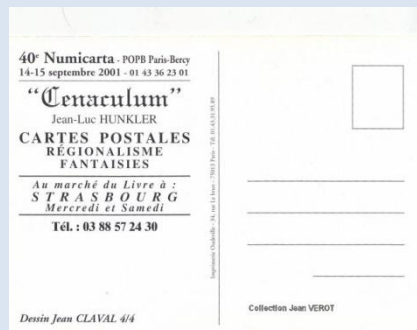 40e Numicarta - POPB Paris-Bercy
14-15 septembre 2001 - 01 43 36 23 01
“Cenaculum”
Jean-Luc HUNKLER
CARTES POSTALES
RÉGIONALISME
FANTAISIES
Au marché du Livre à :
STRASBOURG
Mercredi et Samedi
Tél. : 03 88 57 24 30
Dessin Jean CLAVAL 4/4
Collection Jean VEROT